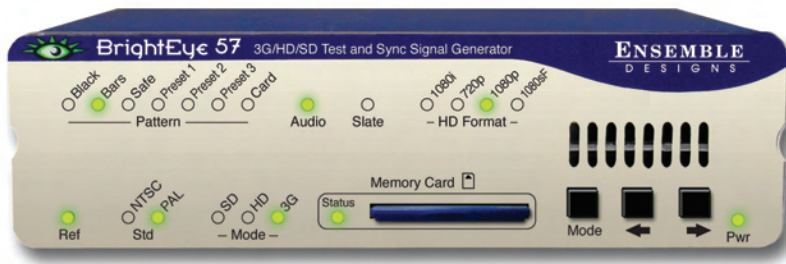 BrightEye 57 3G/HD/SD Test and Sync Signal Generator
ENSEMBLE
DESIGNS
Black Bars Safe Preset 1 Preset 2 Preset 3 Card
Pattern
Audio
Slate
1080i 720p 1080p 1080sF
HD Format
Ref
NTSC PAL
Std
SD HD 3G
Mode
Memory Card
Status
Mode
Pwr